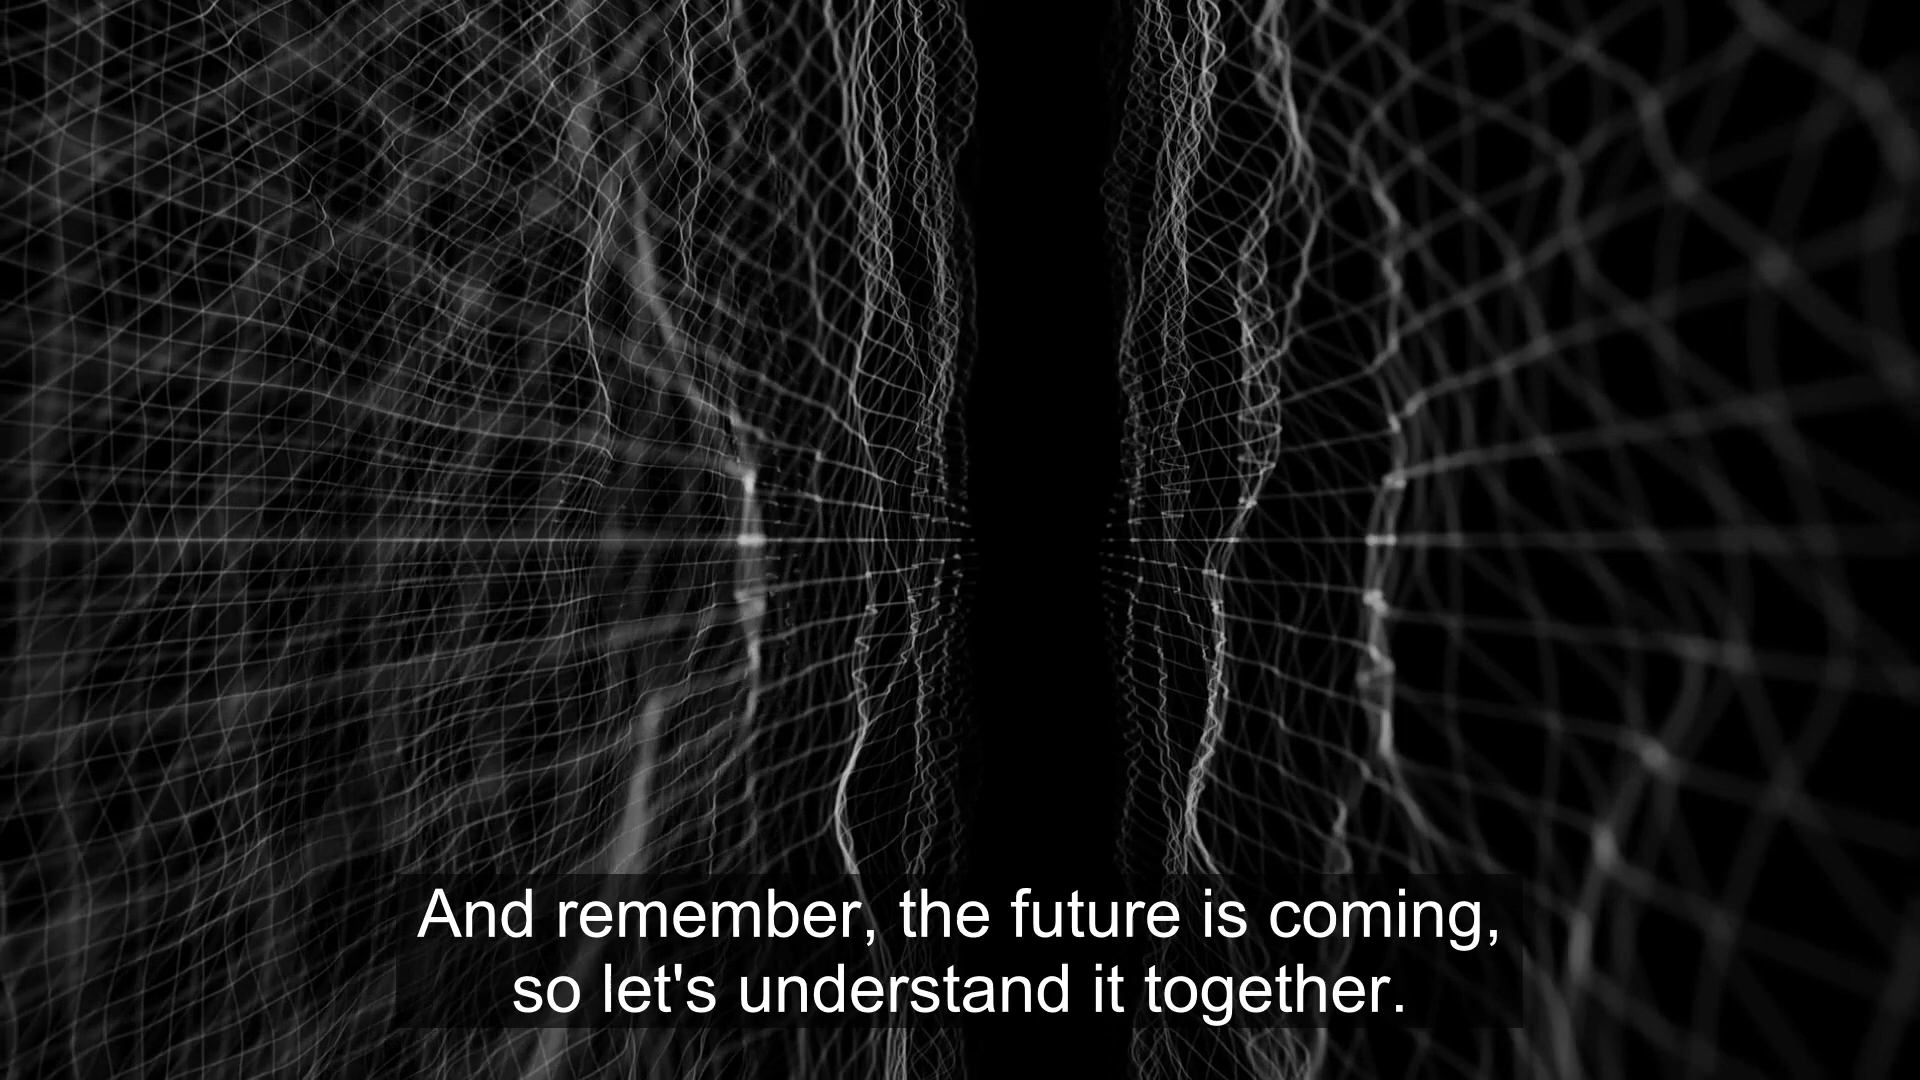 And remember, the future is coming,
so let's understand it together.